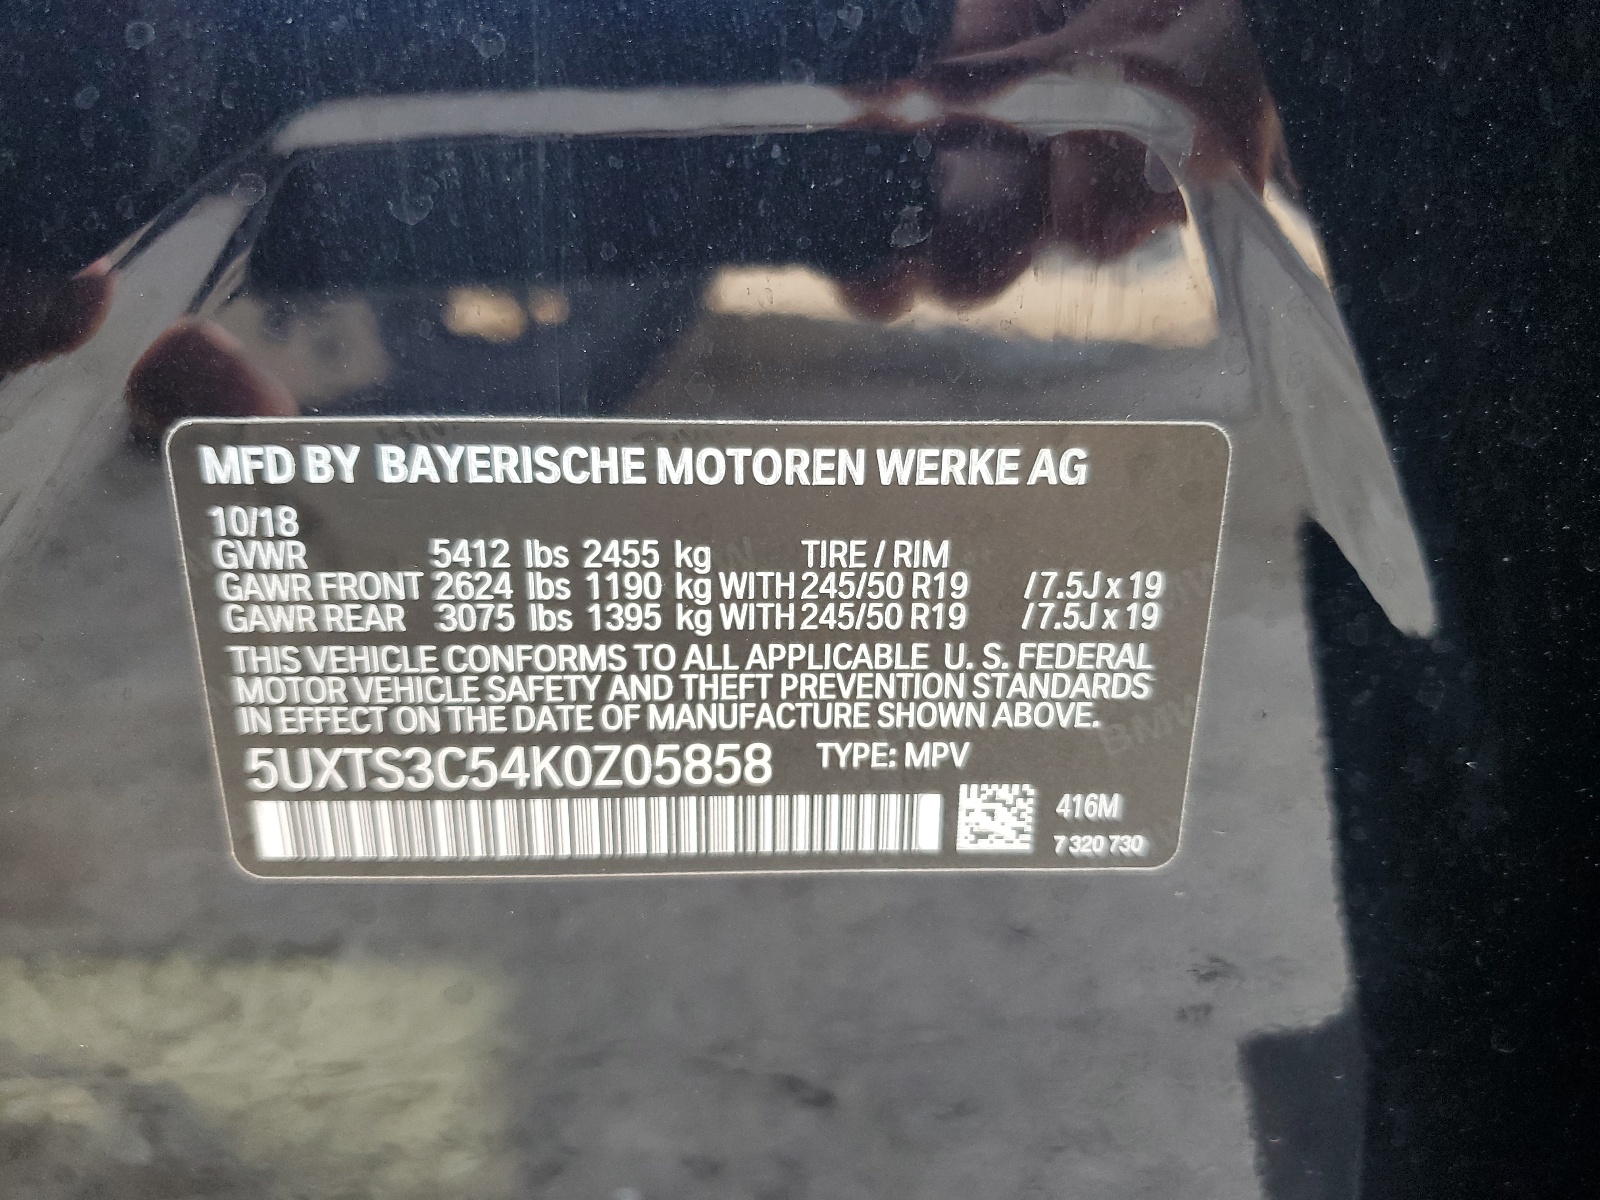 MFD BY BAYERISCHE MOTOREN WERKE AG
10/18
GVWR 5412 lbs 2455 kg TIRE / RIM
GAWR FRONT 2624 lbs 1190 kg WITH 245/50 R19 / 7.5J x 19
GAWR REAR 3075 lbs 1395 kg WITH 245/50 R19 / 7.5J x 19
THIS VEHICLE CONFORMS TO ALL APPLICABLE U. S. FEDERAL
MOTOR VEHICLE SAFETY AND THEFT PREVENTION STANDARDS
IN EFFECT ON THE DATE OF MANUFACTURE SHOWN ABOVE.
5UXTS3C54K0Z05858 TYPE: MPV
416M
7 320 730
BMW